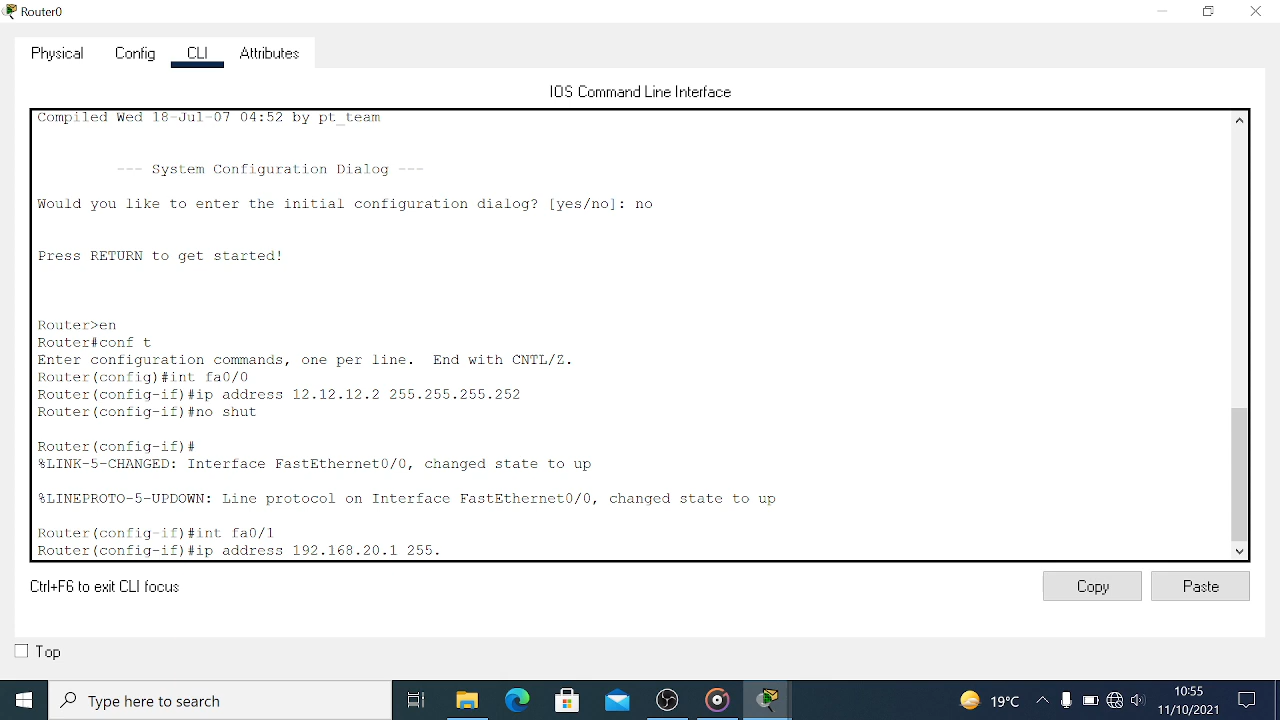 Router0
Physical Config CLI Attributes
IOS Command Line Interface
Compiled Wed 18-Jul-07 04:52 by pt_team
--- System Configuration Dialog ---
Would you like to enter the initial configuration dialog? [yes/no]: no
Press RETURN to get started!
Router>en
Router#conf t
Enter configuration commands, one per line.  End with CNTL/Z.
Router(config)#int fa0/0
Router(config-if)#ip address 12.12.12.2 255.255.255.252
Router(config-if)#no shut
Router(config-if)#
%LINK-5-CHANGED: Interface FastEthernet0/0, changed state to up
%LINEPROTO-5-UPDOWN: Line protocol on Interface FastEthernet0/0, changed state to up
Router(config-if)#int fa0/1
Router(config-if)#ip address 192.168.20.1 255.
Ctrl+F6 to exit CLI focus
Copy Paste
Top
Type here to search
19°C
10:55
11/10/2021